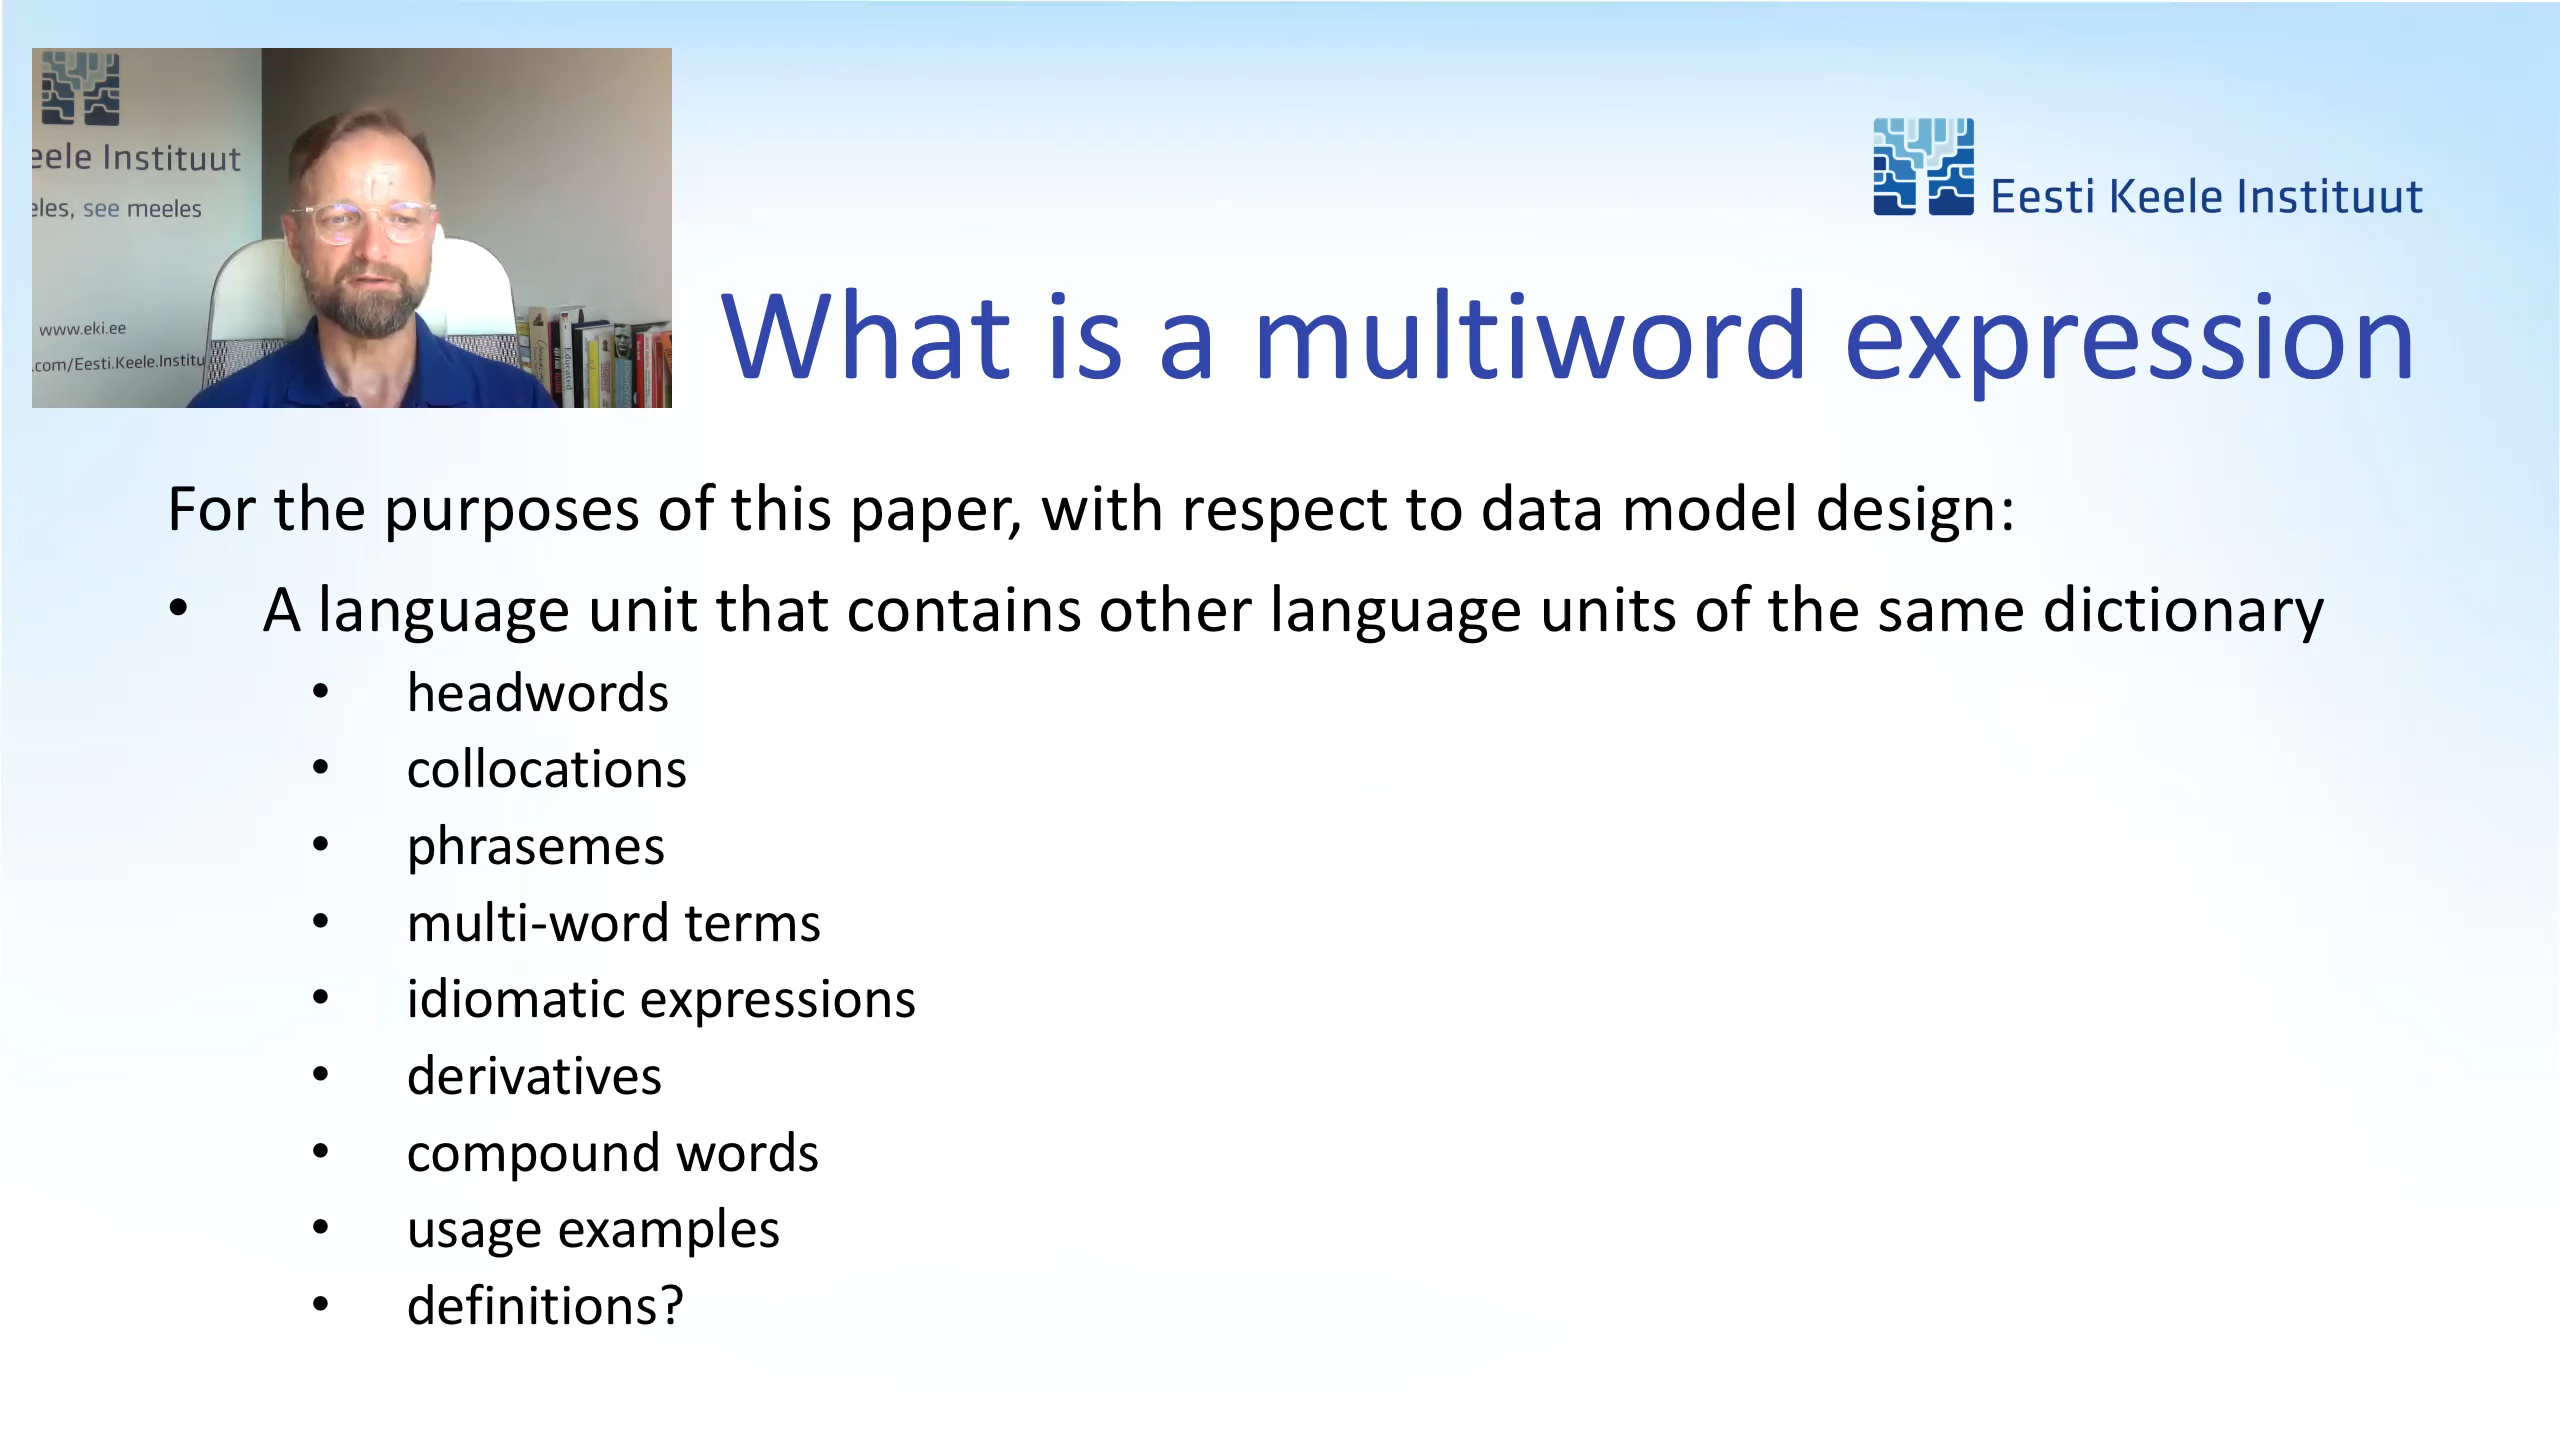 eele Instituut
eles, see meeles
www.eki.ee
.com/Eesti.Keele.Institu
Eesti Keele Instituut
What is a multiword expression
For the purposes of this paper, with respect to data model design:
• A language unit that contains other language units of the same dictionary
• headwords
• collocations
• phrasemes
• multi-word terms
• idiomatic expressions
• derivatives
• compound words
• usage examples
• definitions?